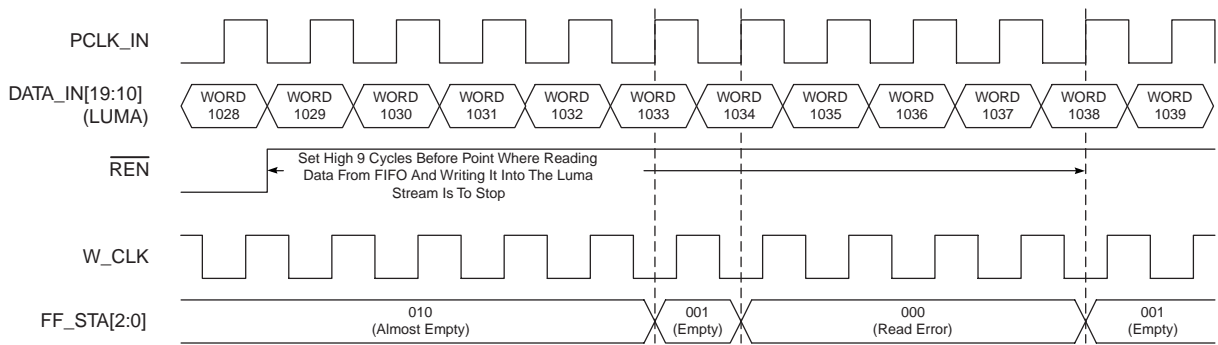 PCLK_IN
DATA_IN[19:10]
(LUMA)
WORD 1028
WORD 1029
WORD 1030
WORD 1031
WORD 1032
WORD 1033
WORD 1034
WORD 1035
WORD 1036
WORD 1037
WORD 1038
WORD 1039
REN
Set High 9 Cycles Before Point Where Reading
Data From FIFO And Writing It Into The Luma
Stream Is To Stop
W_CLK
FF_STA[2:0]
010
(Almost Empty)
001
(Empty)
000
(Read Error)
001
(Empty)